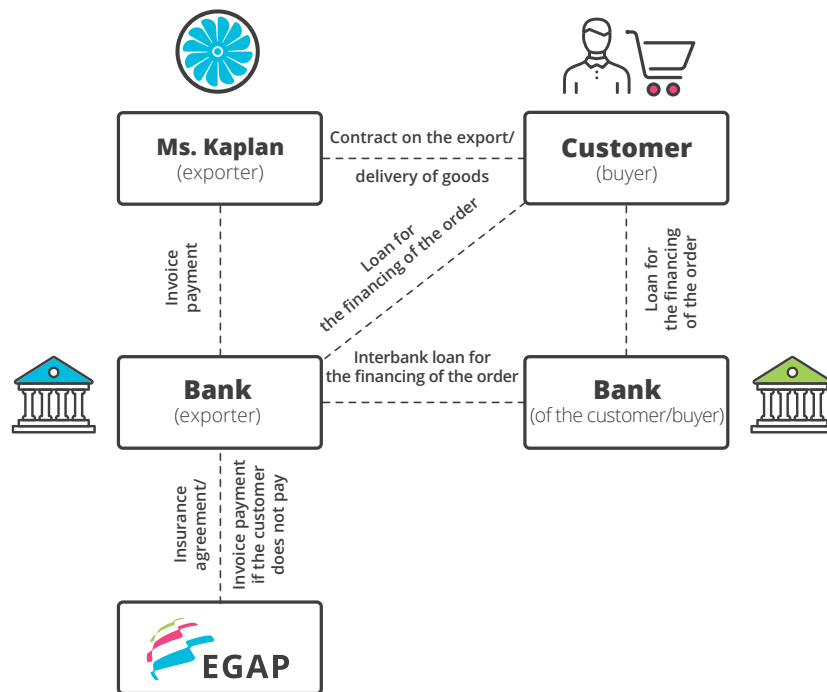 Ms. Kaplan
(exporter)
Contract on the export/
delivery of goods
Customer
(buyer)
Invoice
payment
Loan for
the financing of the order
Loan for
the financing
of the order
Bank
(exporter)
Interbank loan for
the financing of the order
Bank
(of the customer/buyer)
Insurance
agreement/
Invoice payment
if the customer
does not pay
EGAP